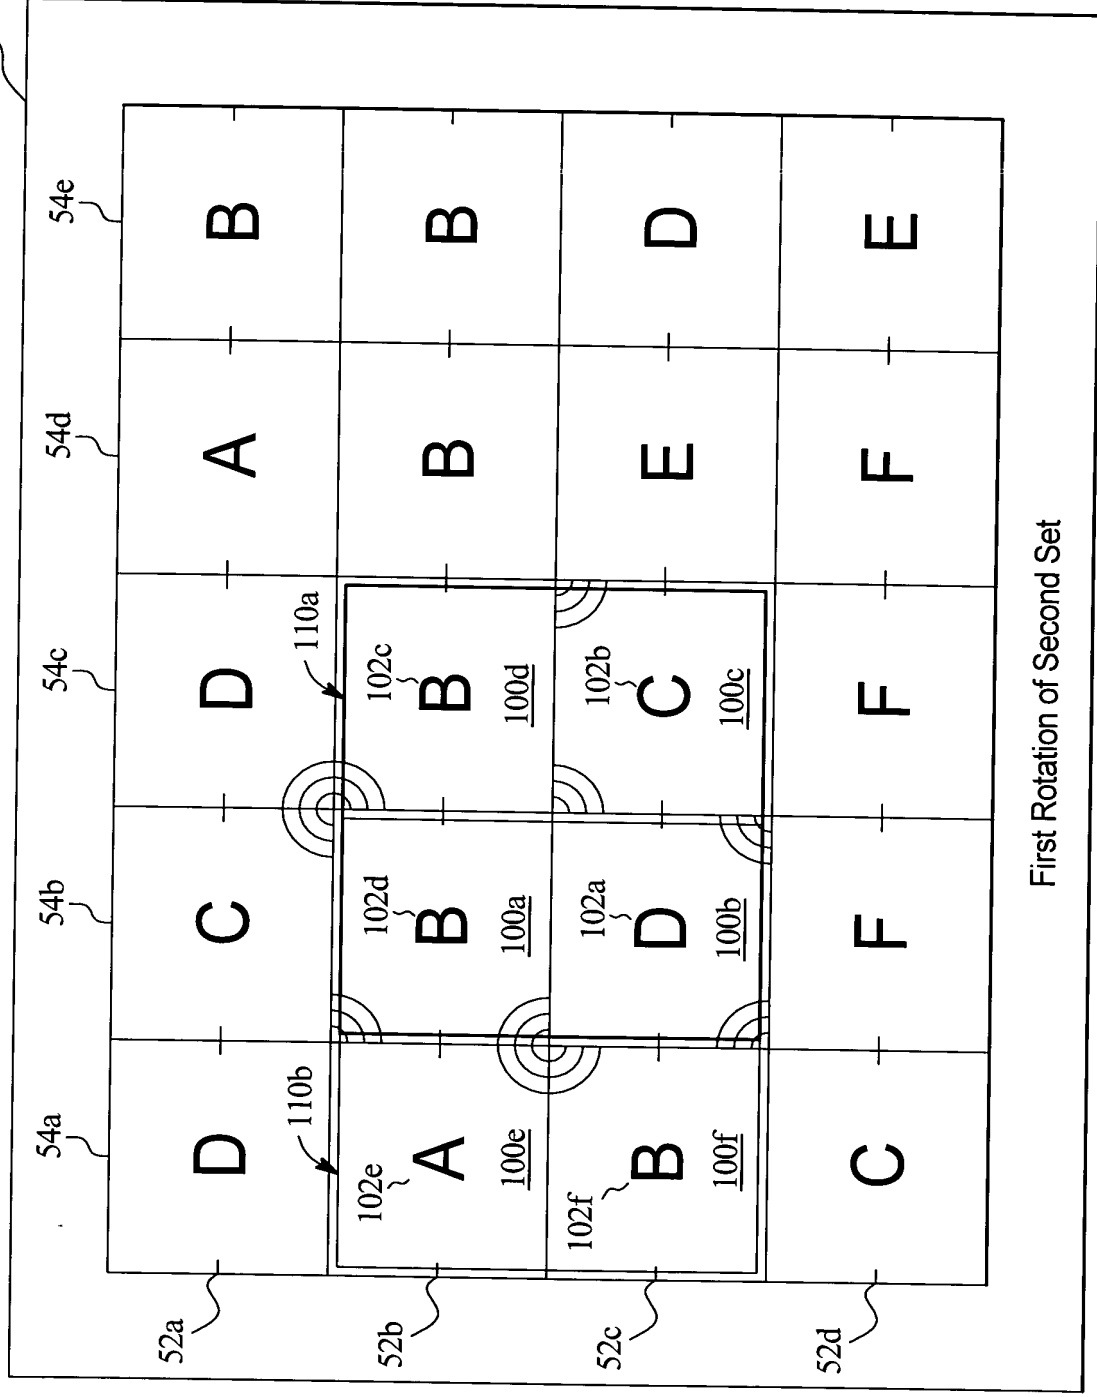 54a 54b 54c 54d 54e
52a D C D A B
110b 110a
102e 102d 102c
52b A B B B B
100e 100a 100d
102f 102a 102b
52c B D C E D
100f 100b 100c
52d C F F F E
First Rotation of Second Set